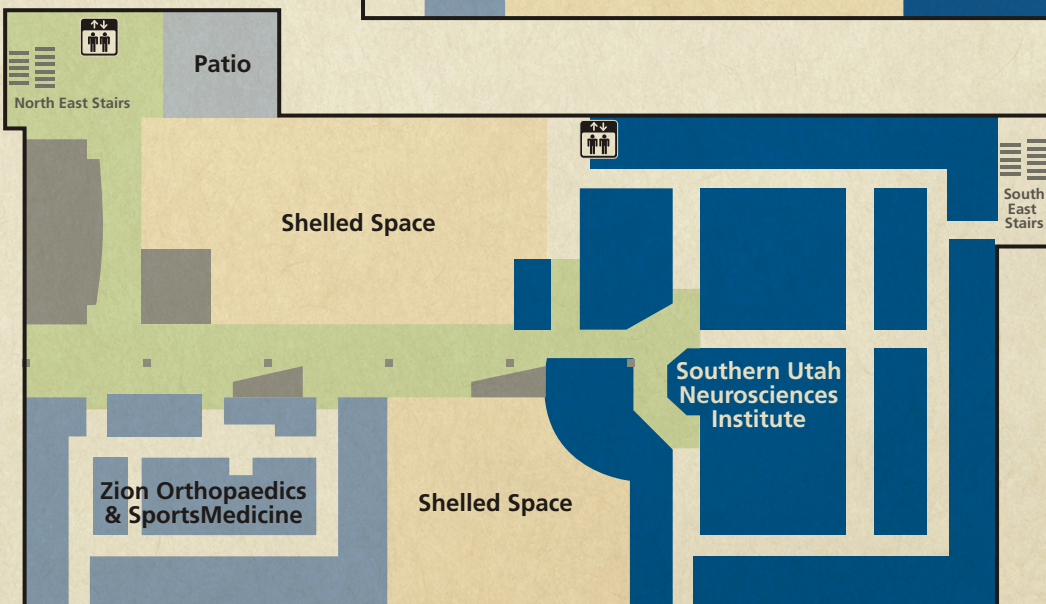 Patio
North East Stairs
Shelled Space
South
East
Stairs
Southern Utah
Neurosciences
Institute
Zion Orthopaedics
& SportsMedicine
Shelled Space